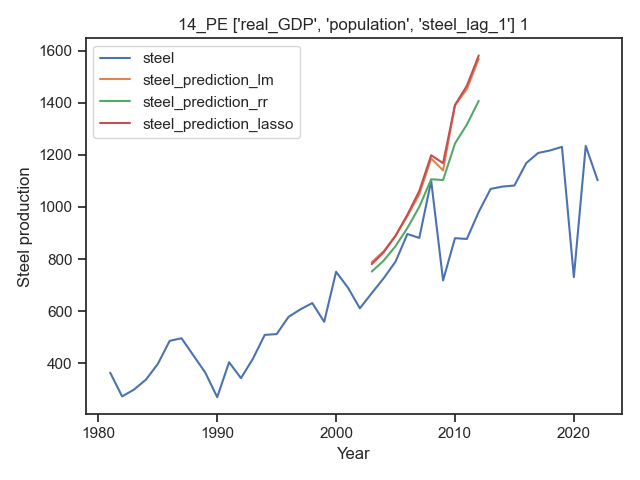 14_PE ['real_GDP', 'population', 'steel_lag_1'] 1
steel
steel_prediction_lm
steel_prediction_rr
steel_prediction_lasso
1600
1400
1200
1000
800
600
400
Steel production
1980
1990
2000
2010
2020
Year